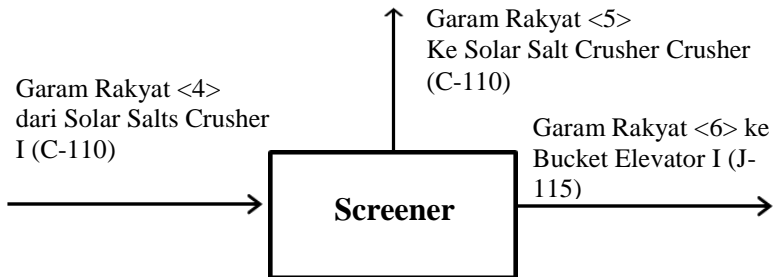 Garam Rakyat <5>
Ke Solar Salt Crusher Crusher
(C-110)
Garam Rakyat <4>
dari Solar Salts Crusher
I (C-110)
Garam Rakyat <6> ke
Bucket Elevator I (J-
115)
Screener